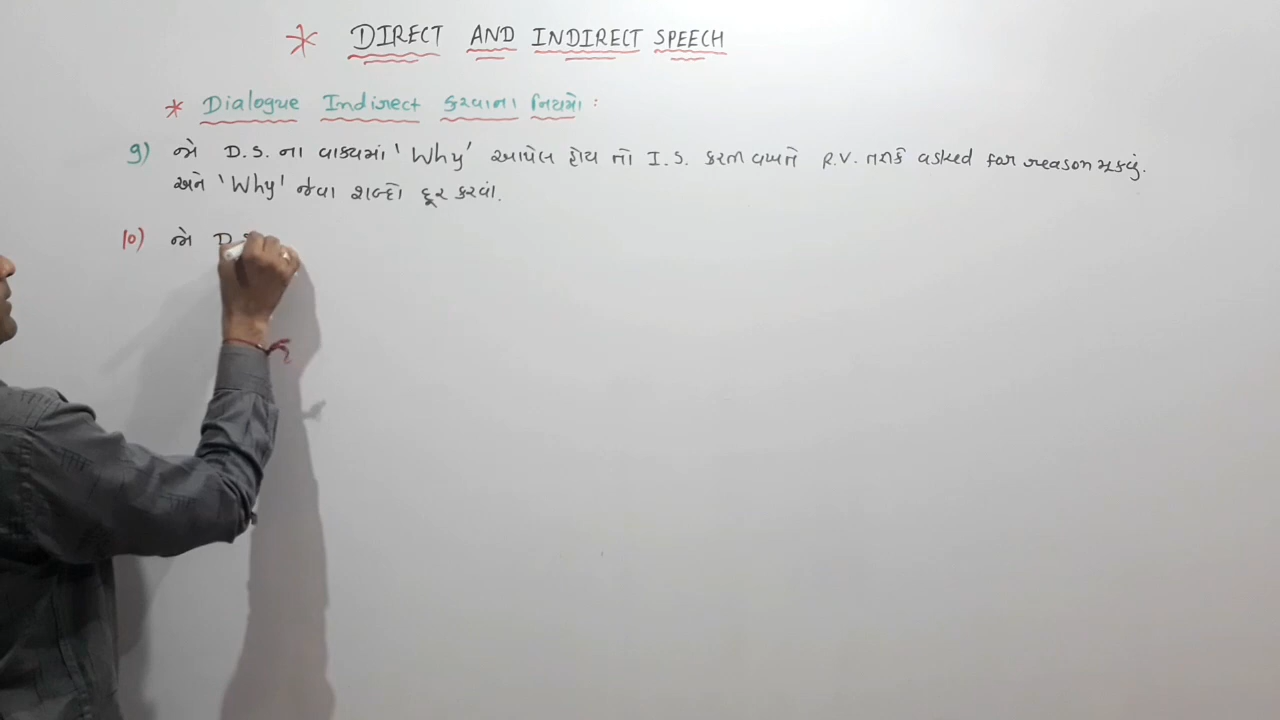 * DIRECT AND INDIRECT SPEECH
* Dialogue Indirect કરવાના નિયમો :
9) જો D.S. ના વાક્યમાં 'Why' આપેલ હોય તો I.S. કરતી વખતે R.V. તરીકે asked for reason મૂકવું.
અને 'Why' જેવા શબ્દો દૂર કરવાં.
10) જો D.S